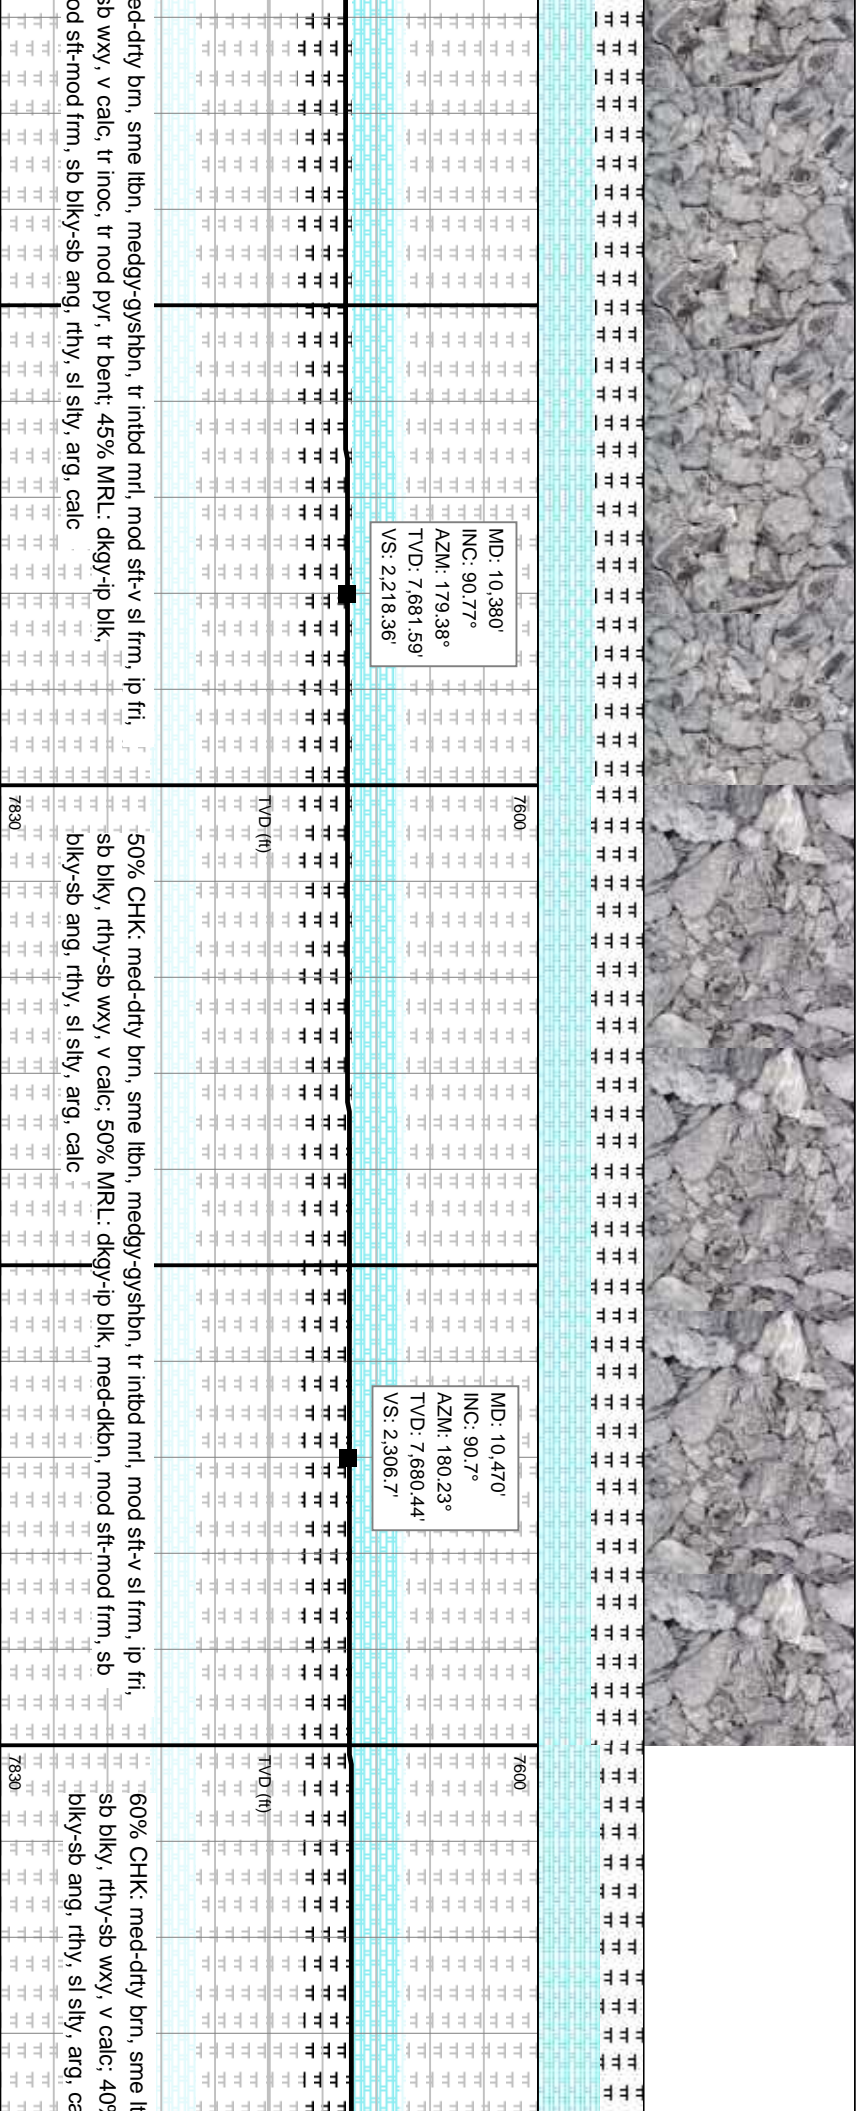 ed-drty brn, sme ltbn, medgy-gyshbn, tr intbd mrl, mod sft-v sl frm, ip fri,
sb wxy, v calc, tr inoc, tr nod pyr, tr bent; 45% MRL: dkgy-ip blk,
od sft-mod frm, sb blky-sb ang, rthy, sl slty, arg, calc
MD: 10,380'
INC: 90.77°
AZM: 179.38°
TVD: 7,681.59'
VS: 2,218.36'
7600
TVD (ft)
7830
50% CHK: med-drty brn, sme ltbn, medgy-gyshbn, tr intbd mrl, mod sft-v sl frm, ip fri,
sb blky, rthy-sb wxy, v calc; 50% MRL: dkgy-ip blk, med-dkbn, mod sft-mod frm, sb
blky-sb ang, rthy, sl slty, arg, calc
MD: 10,470'
INC: 90.7°
AZM: 180.23°
TVD: 7,680.44'
VS: 2,306.7'
7600
TVD (ft)
7830
60% CHK: med-drty brn, sme lt
sb blky, rthy-sb wxy, v calc; 40%
blky-sb ang, rthy, sl slty, arg, ca